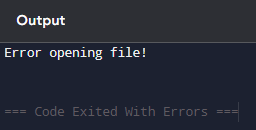 Output
Error opening file!
=== Code Exited With Errors ===